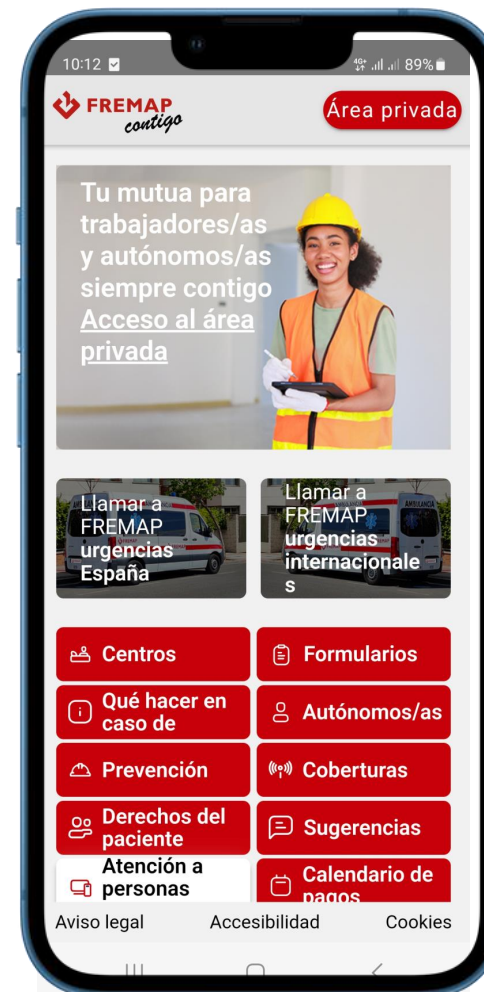 10:12
4G+ 89%
FREMAP
contigo
Área privada
Tu mutua para
trabajadores/as
y autónomos/as
siempre contigo
Acceso al área
privada
Llamar a
FREMAP
urgencias
España
Llamar a
FREMAP
urgencias
internacionale
s
AMBULANCIA
Centros
Formularios
Qué hacer en
caso de
Autónomos/as
Prevención
Coberturas
Derechos del
paciente
Sugerencias
Atención a
personas
Calendario de
pagos
Aviso legal
Accesibilidad
Cookies